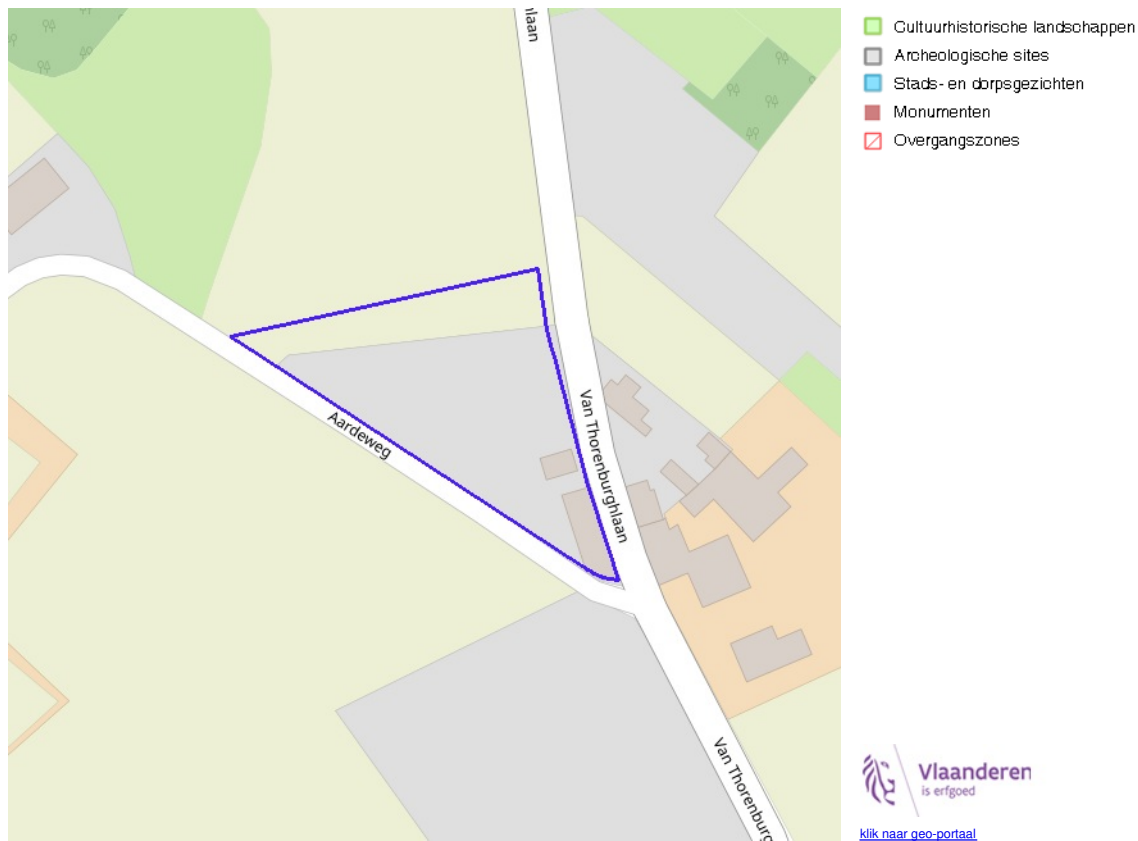 hlaan
Aardeweg
Van Thorenburghlaan
Van Thorenburg
Cultuurhistorische landschappen
Archeologische sites
Stads- en dorpsgezichten
Monumenten
Overgangszones
Vlaanderen
is erfgoed
klik naar geo-portaal